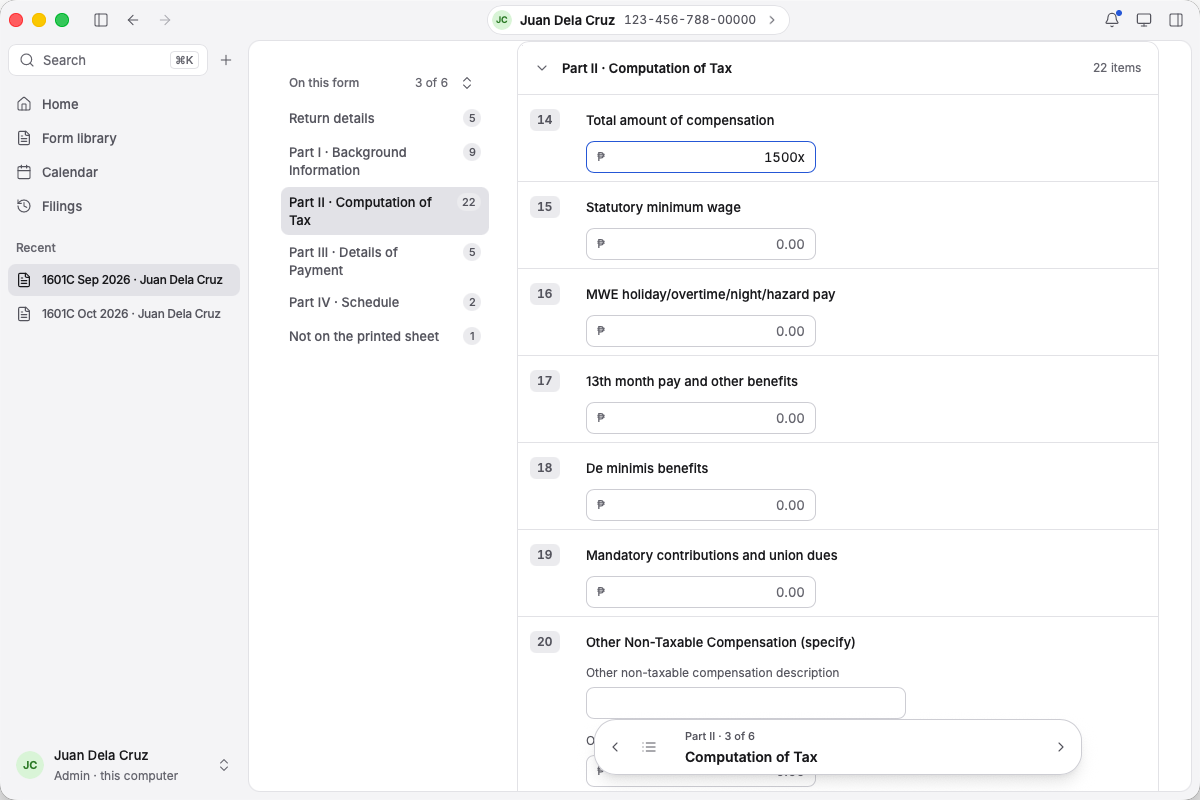 JC Juan Dela Cruz 123-456-788-00000
Search ⌘K
Home
Form library
Calendar
Filings
Recent
1601C Sep 2026 · Juan Dela Cruz
1601C Oct 2026 · Juan Dela Cruz
JC Juan Dela Cruz
Admin · this computer
On this form 3 of 6
Return details 5
Part I · Background 9
Information
Part II · Computation of 22
Tax
Part III · Details of 5
Payment
Part IV · Schedule 2
Not on the printed sheet 1
Part II · Computation of Tax 22 items
14 Total amount of compensation
₱ 1500x
15 Statutory minimum wage
₱ 0.00
16 MWE holiday/overtime/night/hazard pay
₱ 0.00
17 13th month pay and other benefits
₱ 0.00
18 De minimis benefits
₱ 0.00
19 Mandatory contributions and union dues
₱ 0.00
20 Other Non-Taxable Compensation (specify)
Other non-taxable compensation description
Part II · 3 of 6
Computation of Tax